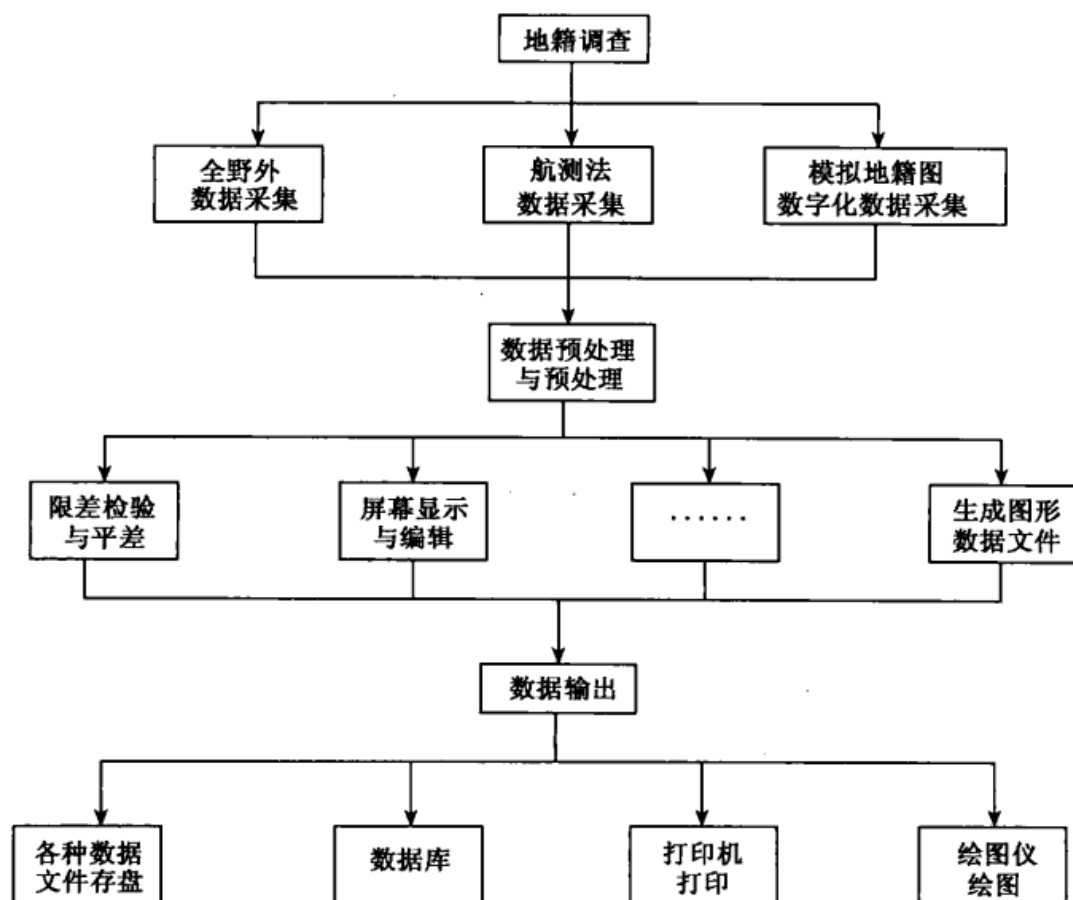 地籍调查
全野外
数据采集
航测法
数据采集
模拟地籍图
数字化数据采集
数据预处理
与预处理
限差检验
与平差
屏幕显示
与编辑
······
生成图形
数据文件
数据输出
各种数据
文件存盘
数据库
打印机
打印
绘图仪
绘图